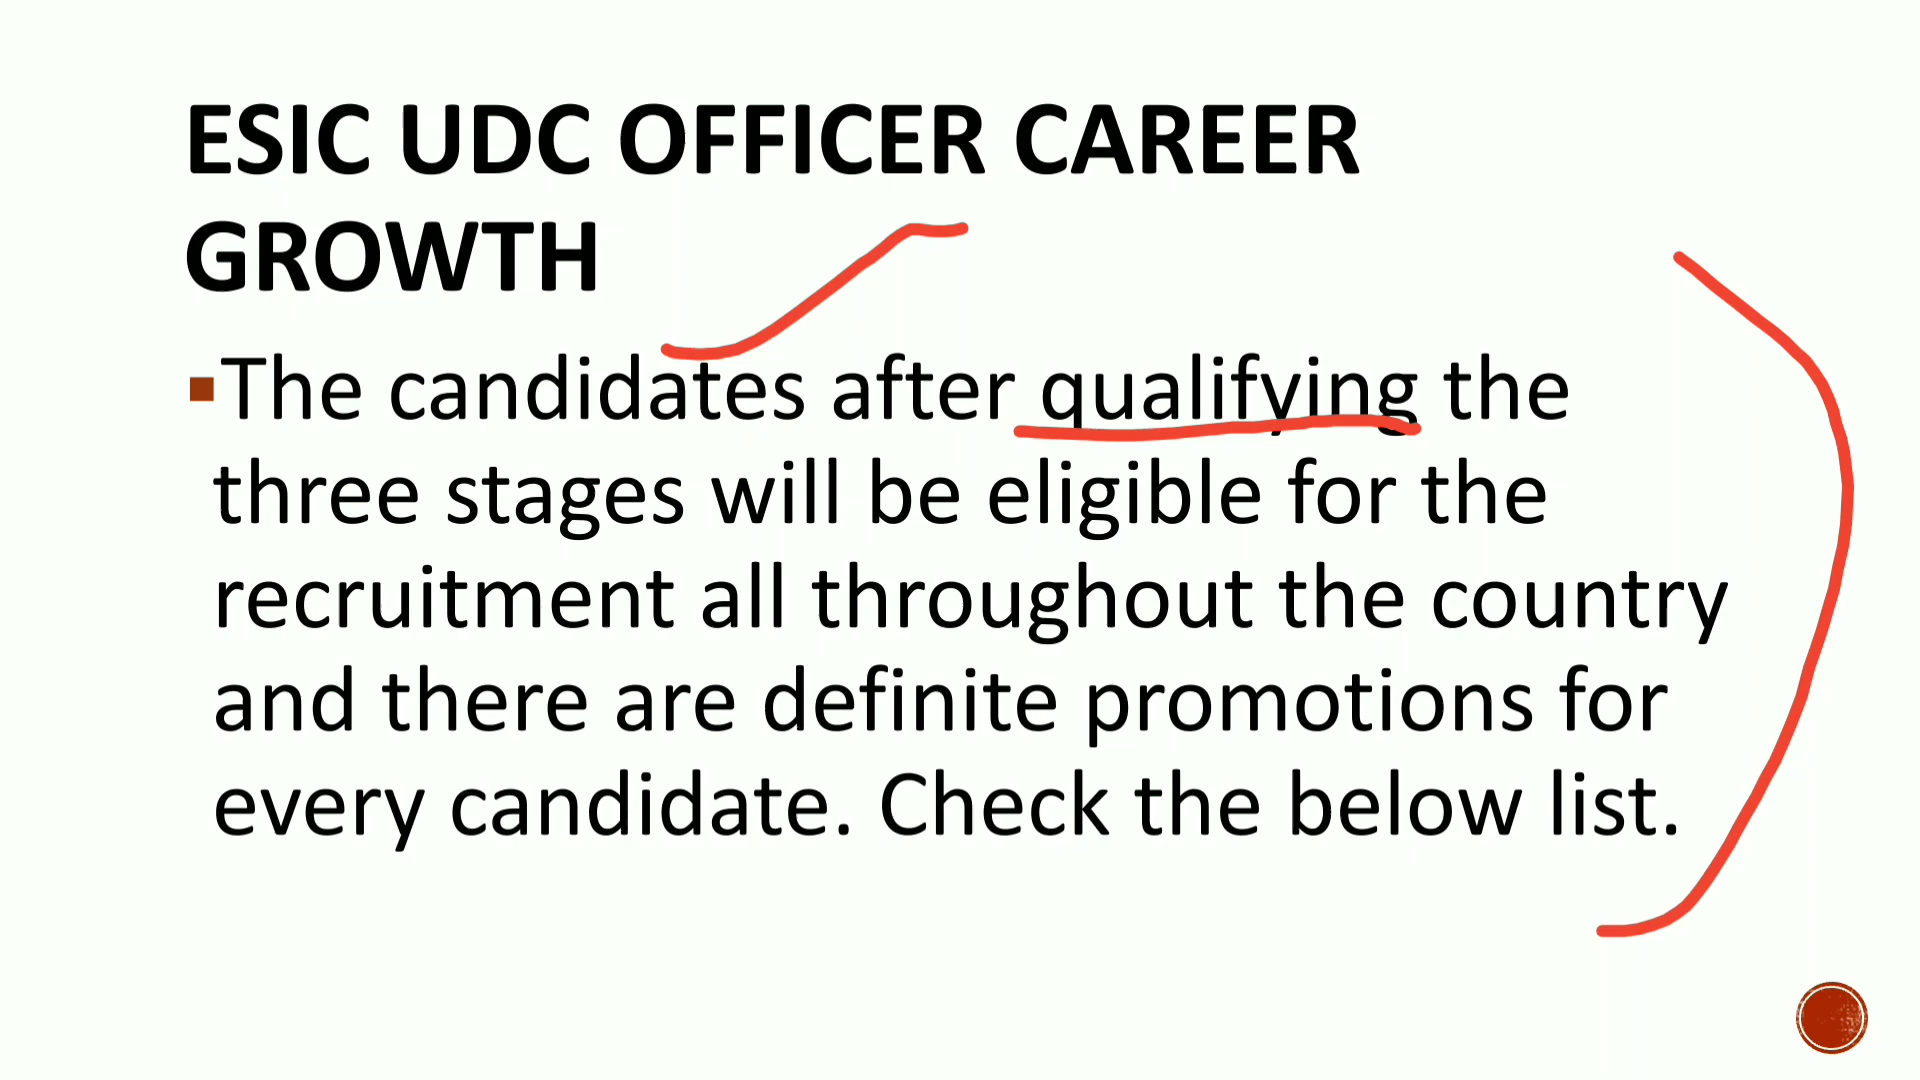 ESIC UDC OFFICER CAREER
GROWTH
▪The candidates after qualifying the
three stages will be eligible for the
recruitment all throughout the country
and there are definite promotions for
every candidate. Check the below list.